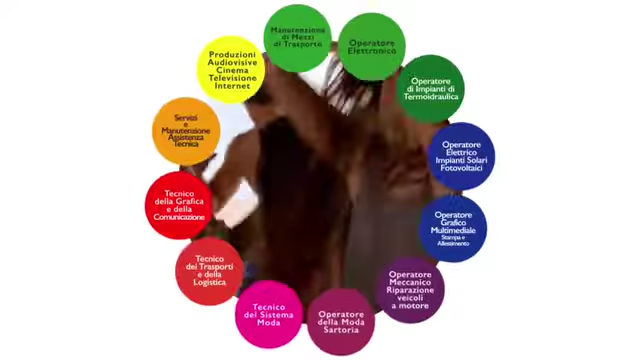 Manutenzione
di Mezzi
di Trasporto
Operatore
Elettronico
Operatore
di Impianti di
Termoidraulica
Operatore
Elettrico
Impianti Solari
Fotovoltaici
Operatore
Grafico
Multimediale
Stampa e
Allestimento
Operatore
Meccanico
Riparazione
veicoli
a motore
Operatore
della Moda
Sartoria
Tecnico
del Sistema
Moda
Tecnico
dei Trasporti
e della
Logistica
Tecnico
della Grafica
e della
Comunicazione
Servizi
e
Manutenzione
Assistenza
Tecnica
Produzioni
Audiovisive
Cinema
Televisione
Internet